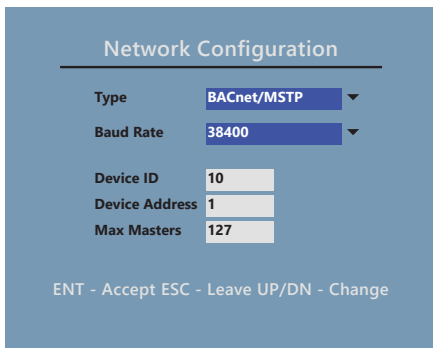 Network Configuration
Type BACnet/MSTP
Baud Rate 38400
Device ID 10
Device Address 1
Max Masters 127
ENT - Accept ESC - Leave UP/DN - Change